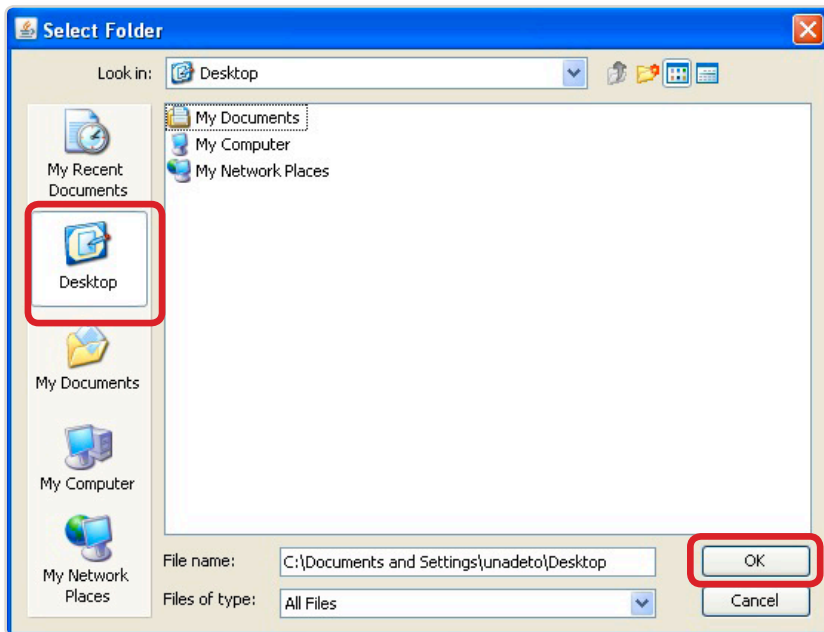 Select Folder
Look in: Desktop
My Recent
Documents
Desktop
My Documents
My Computer
My Network
Places
My Documents
My Computer
My Network Places
File name: C:\Documents and Settings\unadeto\Desktop OK
Files of type: All Files Cancel